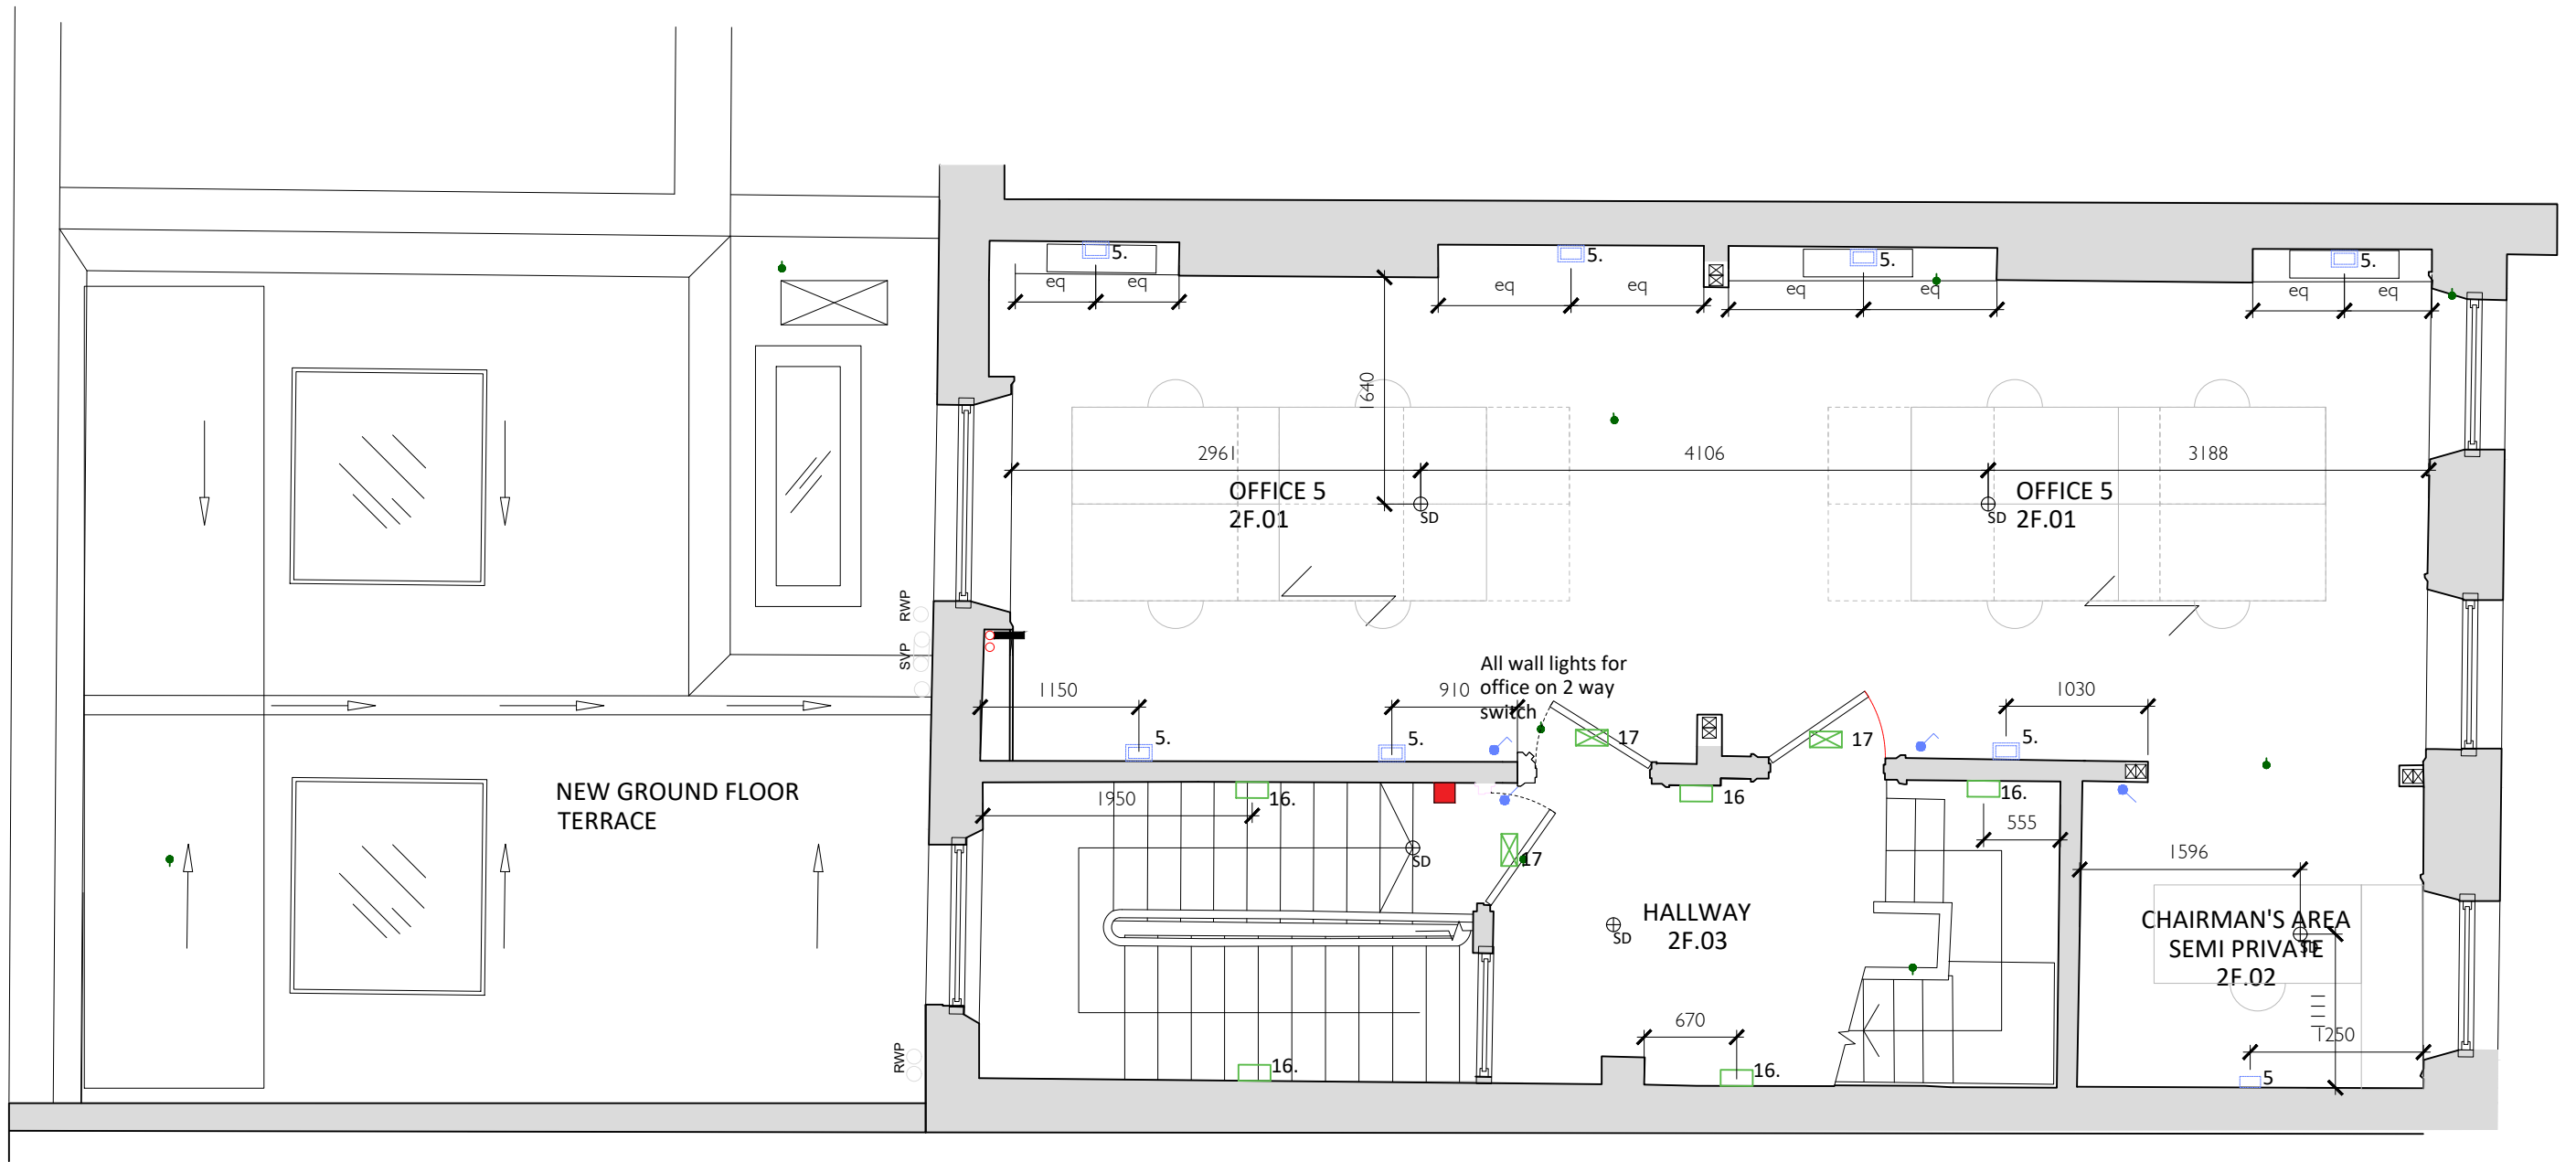 5.
5.
5.
5.
eq
eq
eq
eq
eq
eq
eq
eq
1640
2961
4106
3188
OFFICE 5
2F.01
SD
SD
OFFICE 5
2F.01
RWP
SVP
All wall lights for
office on 2 way
switch
1150
910
1030
5.
5.
17
17
5.
NEW GROUND FLOOR
TERRACE
1950
16.
16
16.
555
SD
17
1596
HALLWAY
2F.03
SD
CHAIRMAN'S AREA
SEMI PRIVATE
2F.02
SD
1111
670
1250
RWP
16.
16.
5